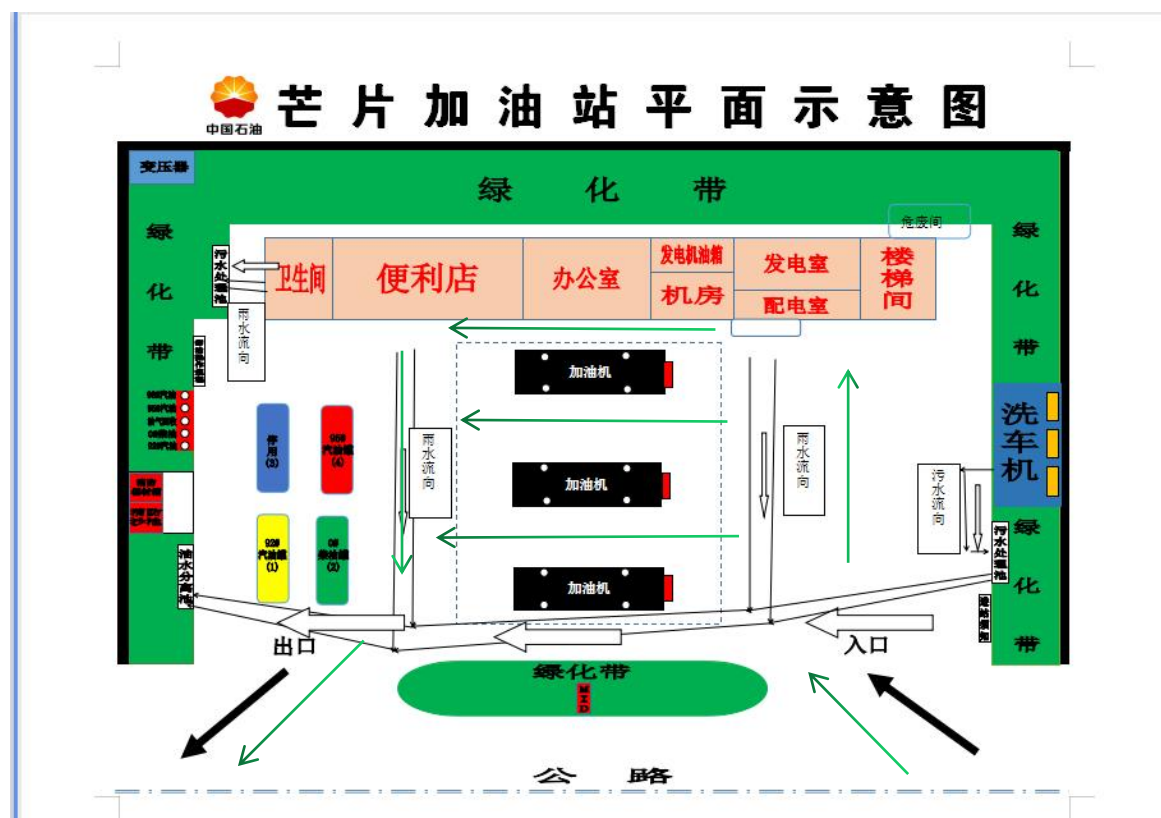 中国石油
芒片加油站平面示意图
变压器
绿化带
绿化带
绿化带
危废间
污水处理池
卫生间
便利店
办公室
发电机油箱
机房
发电室
配电室
楼梯间
雨水流向
加油机
加油机
加油机
停用
(3)
汽油罐
(4)
92#
汽油罐
(1)
0#
柴油罐
(2)
雨水流向
雨水流向
污水流向
洗车机
绿化带
污水处理池
油水分离池
出口
入口
绿化带
公路